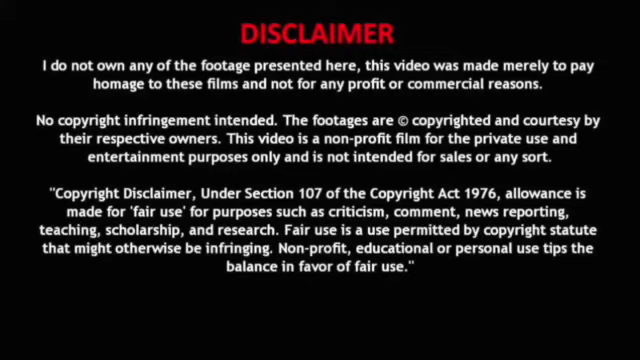 DISCLAIMER
I do not own any of the footage presented here, this video was made merely to pay
homage to these films and not for any profit or commercial reasons.
No copyright infringement intended. The footages are © copyrighted and courtesy by
their respective owners. This video is a non-profit film for the private use and
entertainment purposes only and is not intended for sales or any sort.
"Copyright Disclaimer, Under Section 107 of the Copyright Act 1976, allowance is
made for 'fair use' for purposes such as criticism, comment, news reporting,
teaching, scholarship, and research. Fair use is a use permitted by copyright statute
that might otherwise be infringing. Non-profit, educational or personal use tips the
balance in favor of fair use."